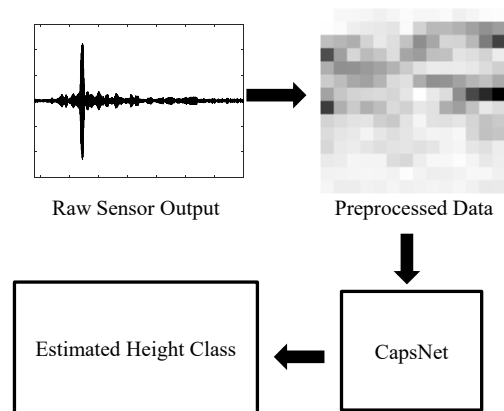 Raw Sensor Output
Preprocessed Data
CapsNet
Estimated Height Class